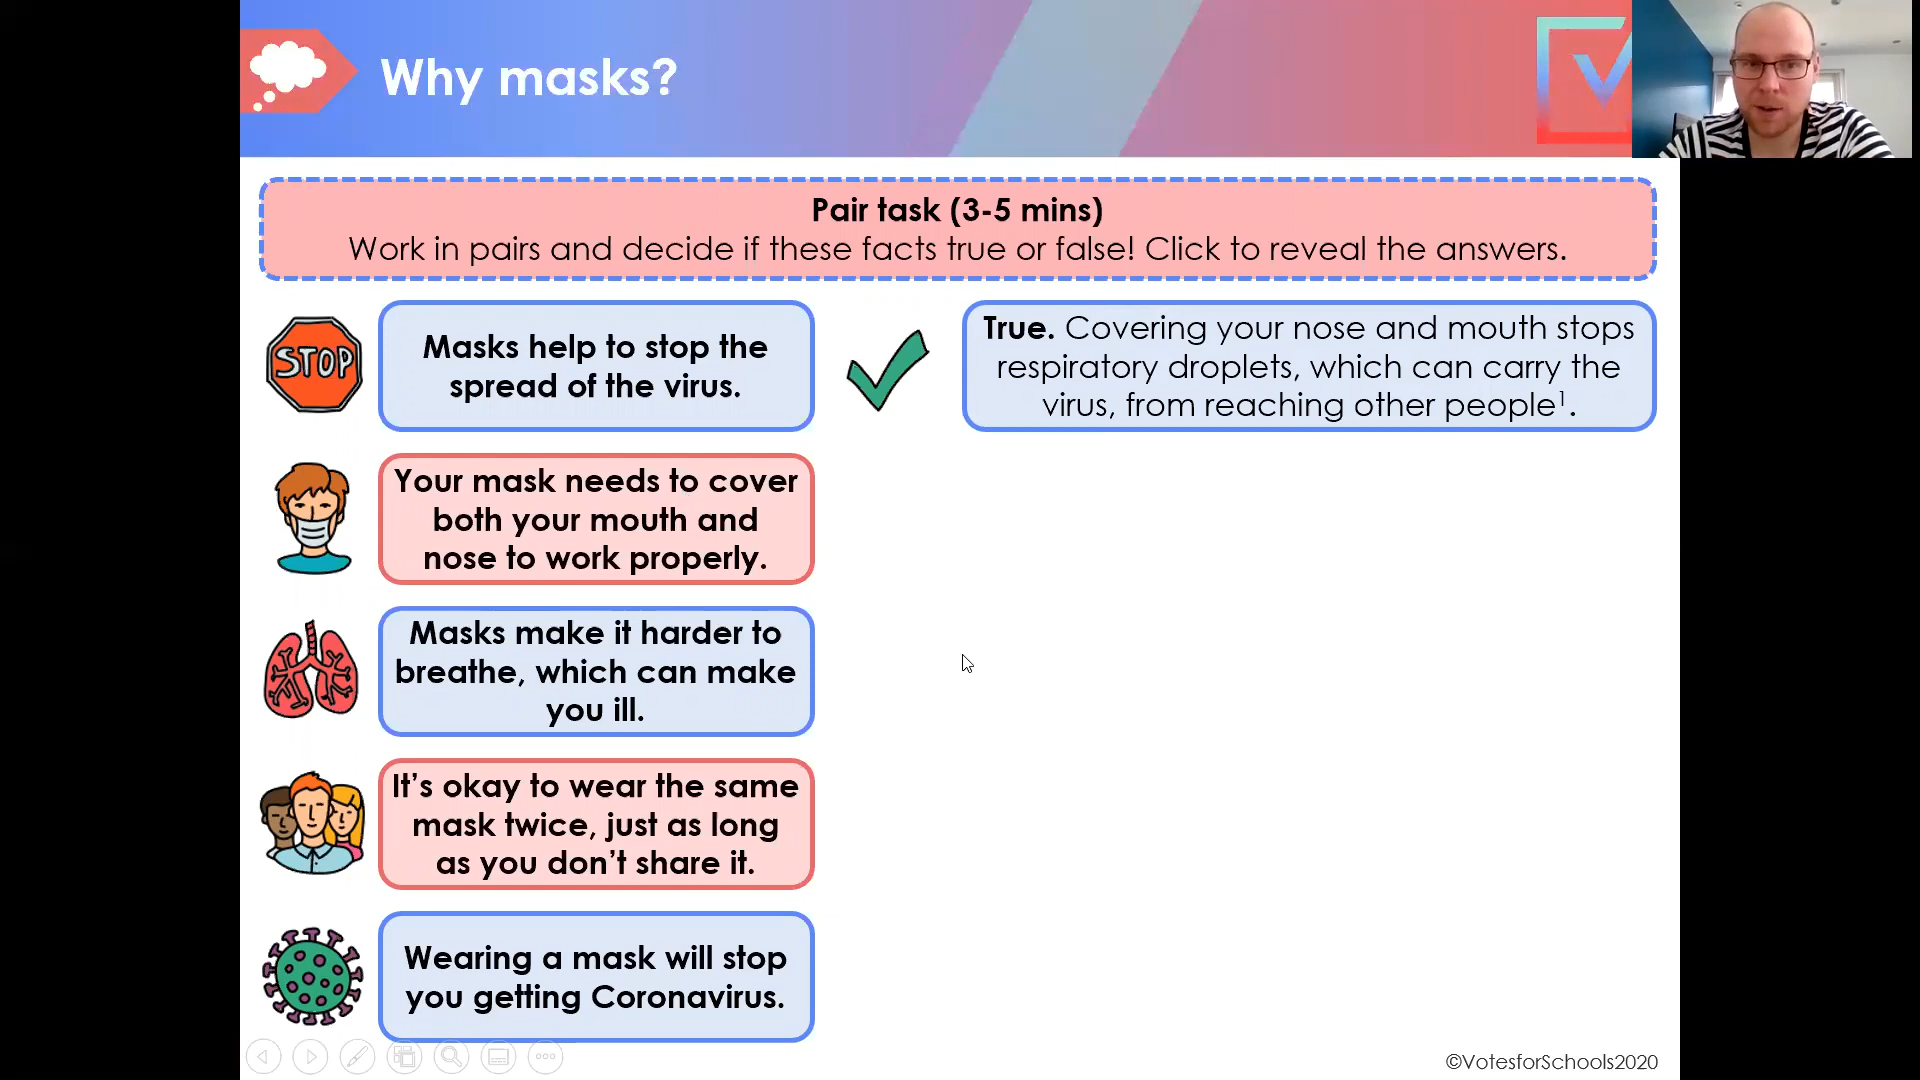 Why masks?
Pair task (3-5 mins)
Work in pairs and decide if these facts true or false! Click to reveal the answers.
STOP
Masks help to stop the
spread of the virus.
True. Covering your nose and mouth stops
respiratory droplets, which can carry the
virus, from reaching other people¹.
Your mask needs to cover
both your mouth and
nose to work properly.
Masks make it harder to
breathe, which can make
you ill.
It's okay to wear the same
mask twice, just as long
as you don't share it.
Wearing a mask will stop
you getting Coronavirus.
©VotesforSchools2020